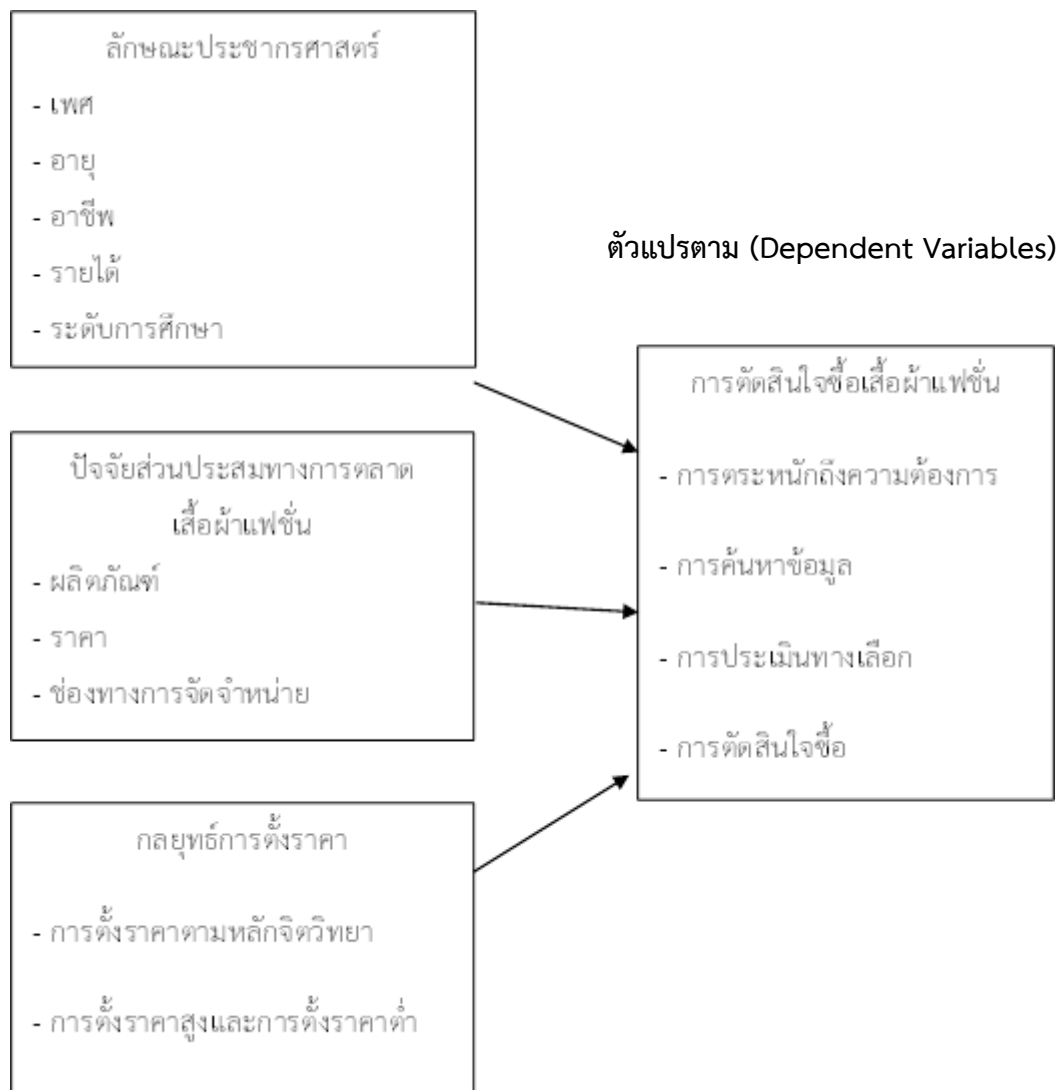 ลักษณะประชากรศาสตร์
- เพศ
- อายุ
- อาชีพ
- รายได้
- ระดับการศึกษา
ปัจจัยส่วนประสมทางการตลาด
เสื้อผ้าแฟชั่น
- ผลิตภัณฑ์
- ราคา
- ช่องทางการจัดจำหน่าย
กลยุทธ์การตั้งราคา
- การตั้งราคาตามหลักจิตวิทยา
- การตั้งราคาสูงและการตั้งราคาต่ำ
ตัวแปรตาม (Dependent Variables)
การตัดสินใจซื้อเสื้อผ้าแฟชั่น
- การตระหนักถึงความต้องการ
- การค้นหาข้อมูล
- การประเมินทางเลือก
- การตัดสินใจซื้อ